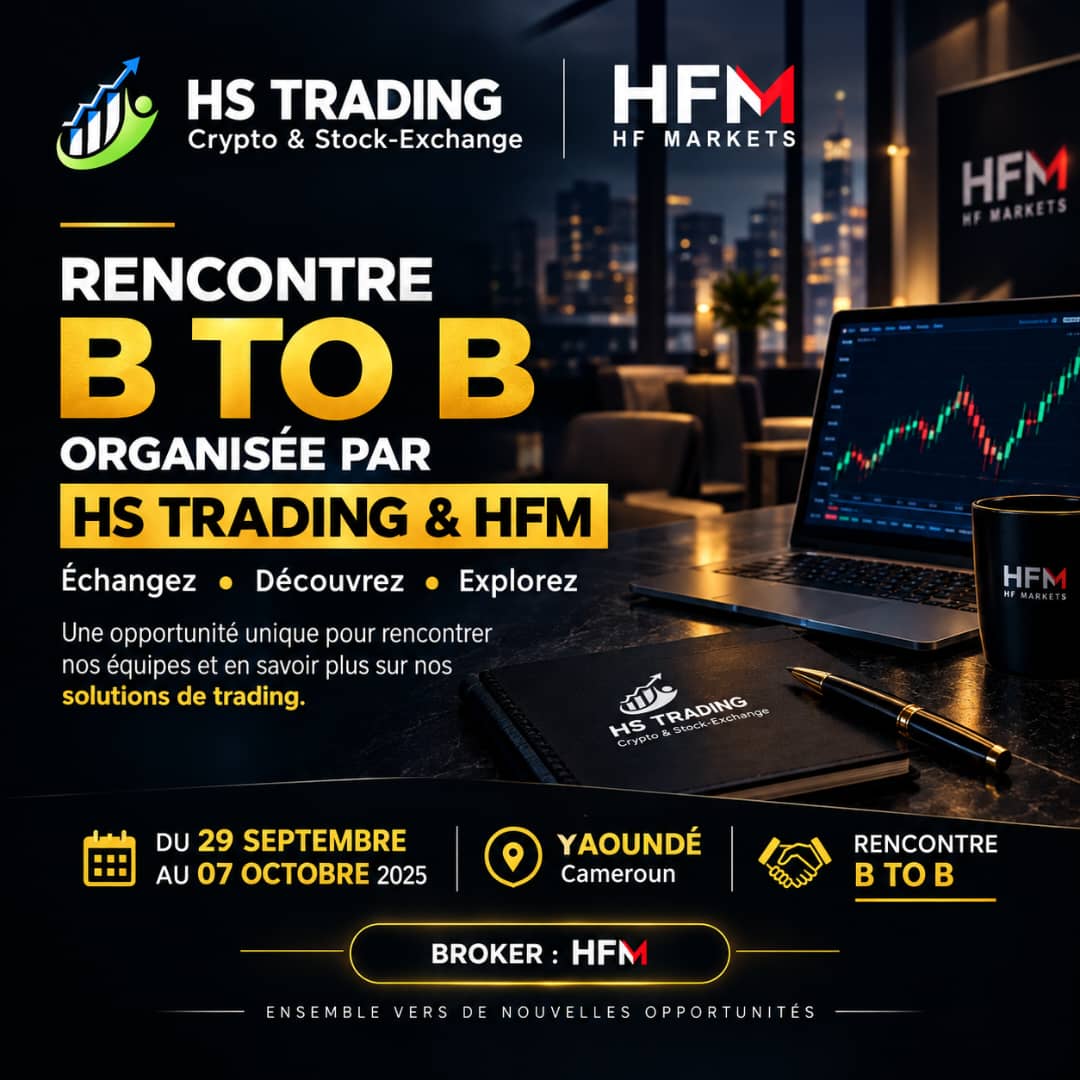 HS TRADING
Crypto & Stock-Exchange
HFM
HF MARKETS
HFM
HF MARKETS
RENCONTRE
B TO B
ORGANISÉE PAR
HS TRADING & HFM
Échangez • Découvrez • Explorez
Une opportunité unique pour rencontrer
nos équipes et en savoir plus sur nos
solutions de trading.
HFM
HF MARKETS
HS TRADING
Crypto & Stock-Exchange
DU 29 SEPTEMBRE
AU 07 OCTOBRE 2025
YAOUNDÉ
Cameroun
RENCONTRE
B TO B
BROKER : HFM
ENSEMBLE VERS DE NOUVELLES OPPORTUNITÉS